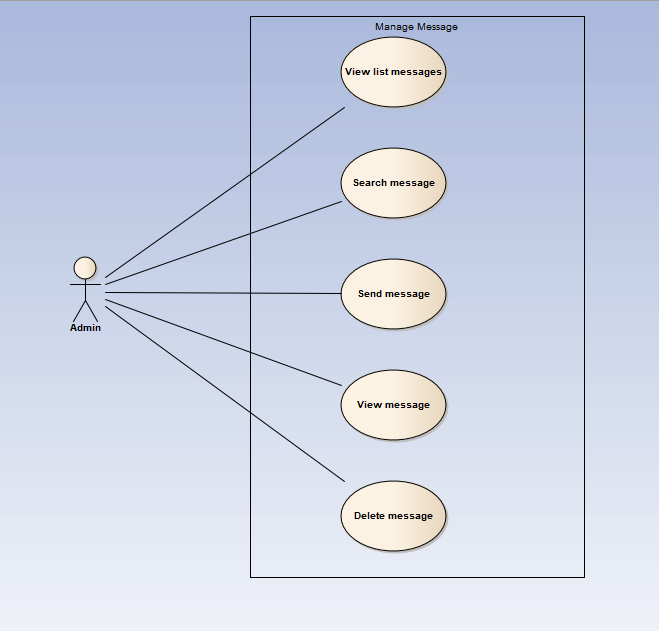 Manage Message
View list messages
Search message
Send message
Admin
View message
Delete message